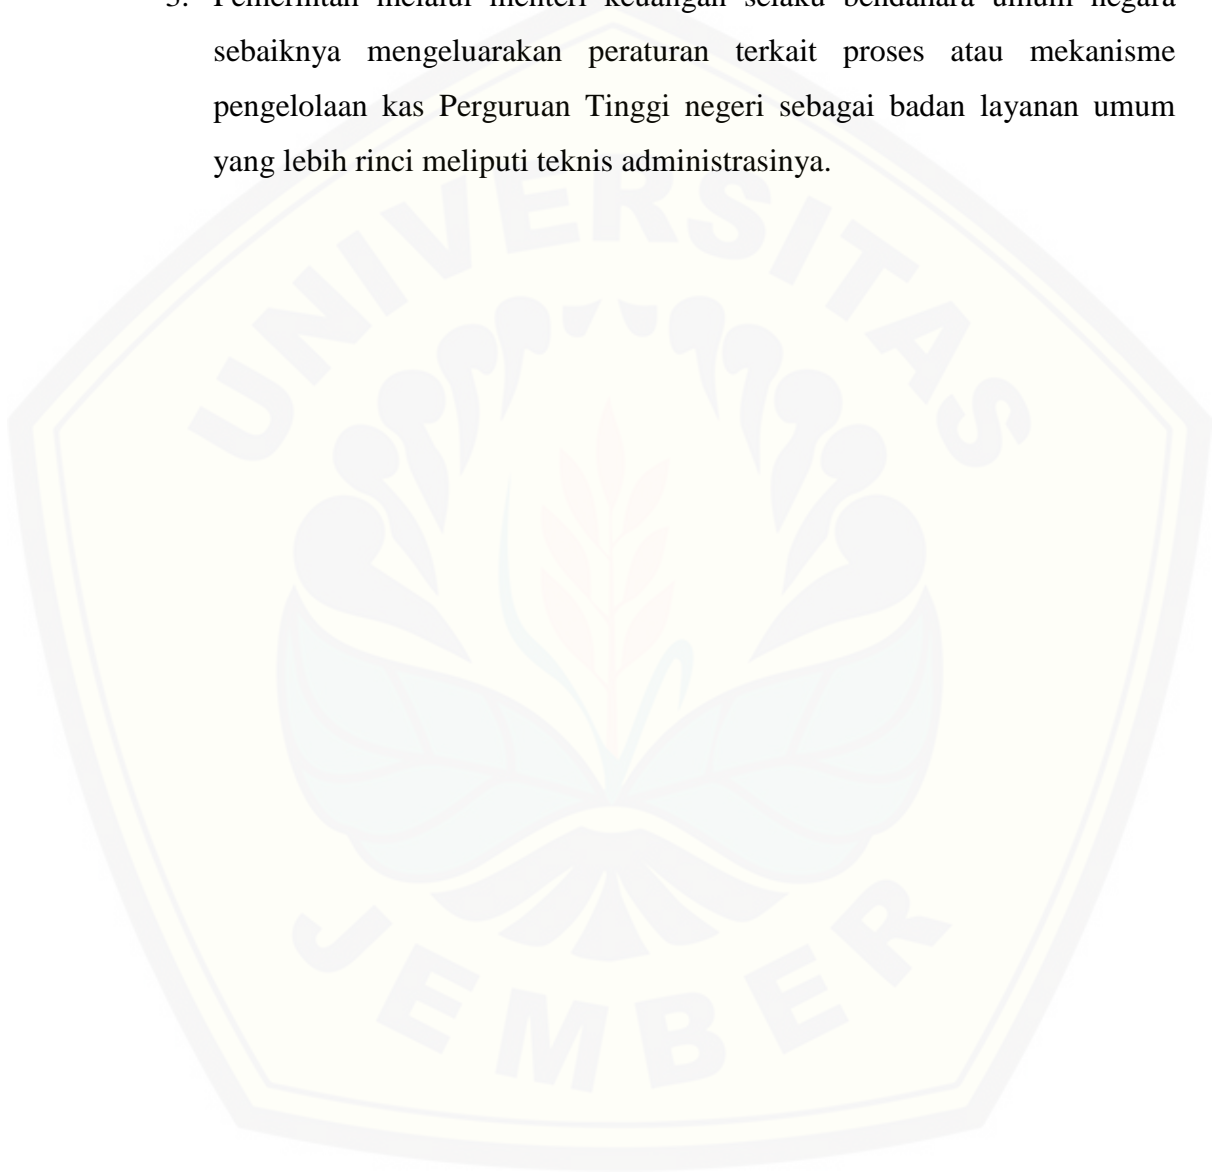 3. Pemerintah melalui menteri keuangan selaku bendahara umum negara
sebaiknya mengeluarakan peraturan terkait proses atau mekanisme
pengelolaan kas Perguruan Tinggi negeri sebagai badan layanan umum
yang lebih rinci meliputi teknis administrasinya.
UNIVERSITAS
JEMBER